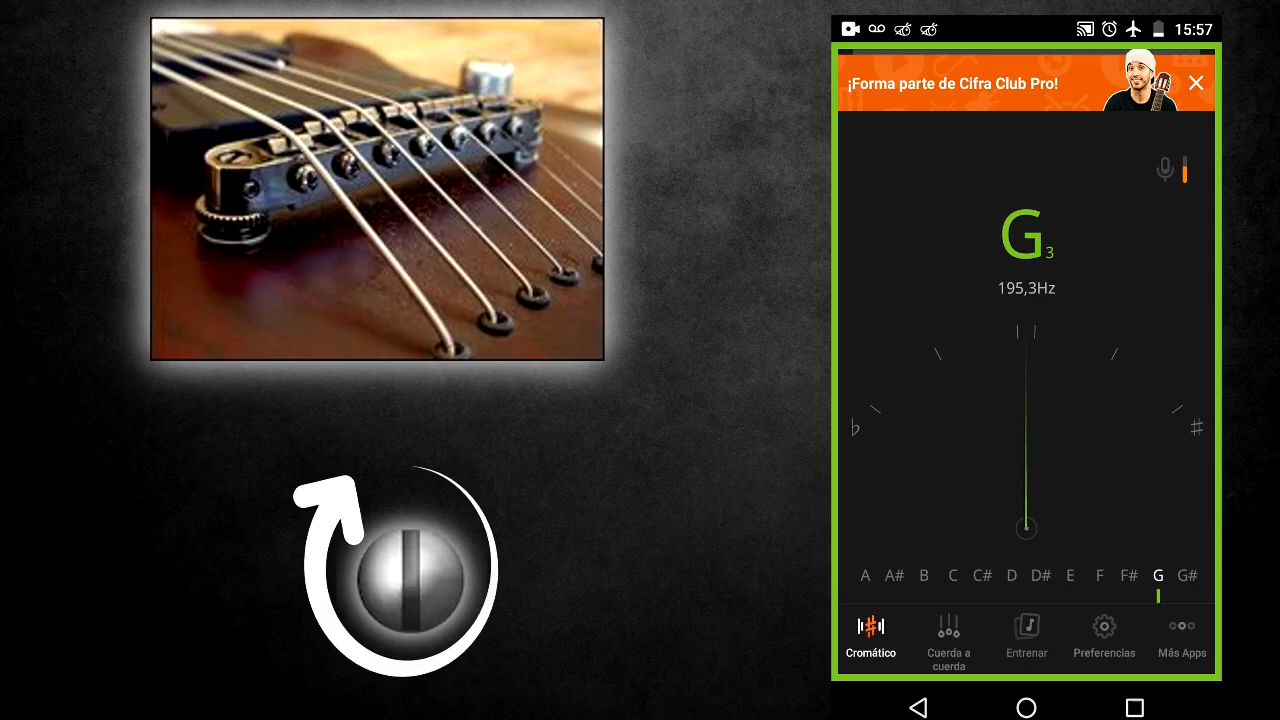 15:57
¡Forma parte de Cifra Club Pro!
G3
195,3Hz
♭
♯
A A# B C C# D D# E F F# G G#
Cromático
Cuerda a
cuerda
Entrenar
Preferencias
Más Apps